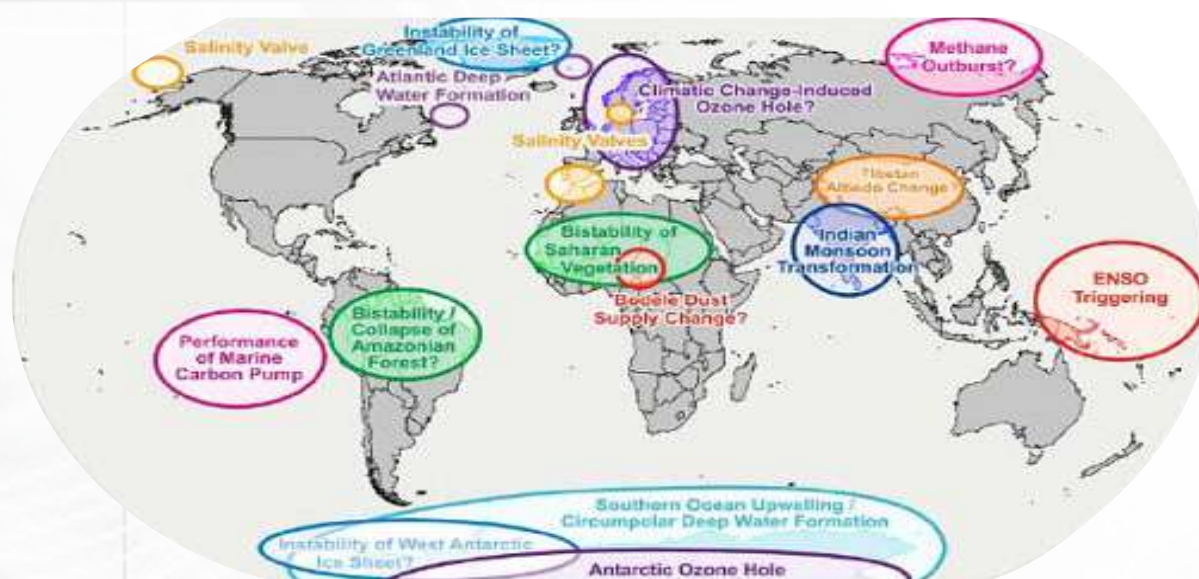 Salinity Valve
Instability of
Greenland Ice Sheet?
Atlantic Deep
Water Formation
Climatic Change-Induced
Ozone Hole?
Methane
Outburst?
Salinity Valves
Tibetan
Albedo Change?
Bistability of
Saharan
Vegetation
Indian
Monsoon
Transformation
Bodélé Dust
Supply Change?
ENSO
Triggering
Performance
of Marine
Carbon Pump
Bistability /
Collapse of
Amazonian
Forest?
Southern Ocean Upwelling /
Circumpolar Deep Water Formation
Instability of West Antarctic
Ice Sheet?
Antarctic Ozone Hole